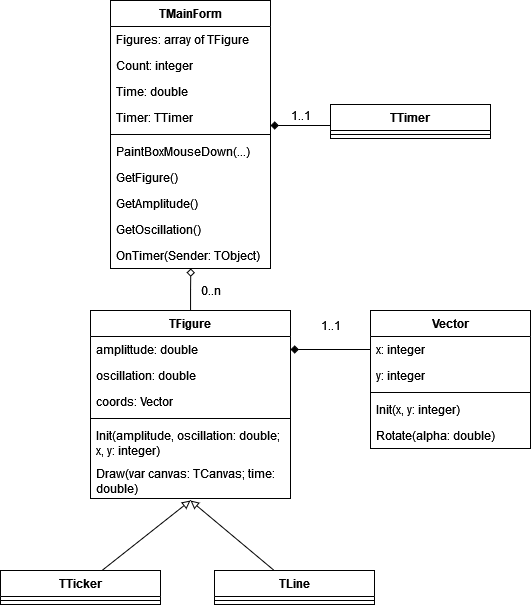 TMainForm
Figures: array of TFigure
Count: integer
Time: double
Timer: TTimer
PaintBoxMouseDown(...)
GetFigure()
GetAmplitude()
GetOscillation()
OnTimer(Sender: TObject)
1..1
TTimer
0..n
TFigure
amplittude: double
oscillation: double
coords: Vector
Init(amplitude, oscillation: double;
x, y: integer)
Draw(var canvas: TCanvas; time:
double)
1..1
Vector
x: integer
y: integer
Init(x, y: integer)
Rotate(alpha: double)
TTicker
TLine